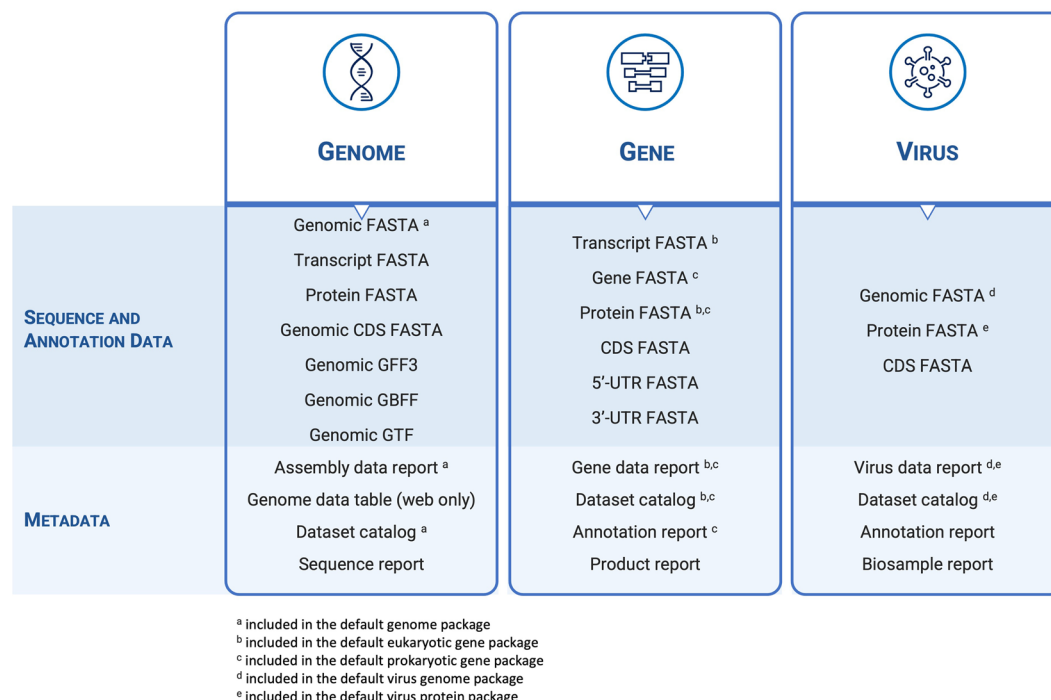 GENOME
GENE
VIRUS
SEQUENCE AND
ANNOTATION DATA
Genomic FASTA ᵃ
Transcript FASTA
Protein FASTA
Genomic CDS FASTA
Genomic GFF3
Genomic GBFF
Genomic GTF
Transcript FASTA ᵇ
Gene FASTA ᶜ
Protein FASTA ᵇ,ᶜ
CDS FASTA
5’-UTR FASTA
3’-UTR FASTA
Genomic FASTA ᵈ
Protein FASTA ᵉ
CDS FASTA
METADATA
Assembly data report ᵃ
Genome data table (web only)
Dataset catalog ᵃ
Sequence report
Gene data report ᵇ,ᶜ
Dataset catalog ᵇ,ᶜ
Annotation report ᶜ
Product report
Virus data report ᵈ,ᵉ
Dataset catalog ᵈ,ᵉ
Annotation report
Biosample report
ᵃ included in the default genome package
ᵇ included in the default eukaryotic gene package
ᶜ included in the default prokaryotic gene package
ᵈ included in the default virus genome package
ᵉ included in the default virus protein package